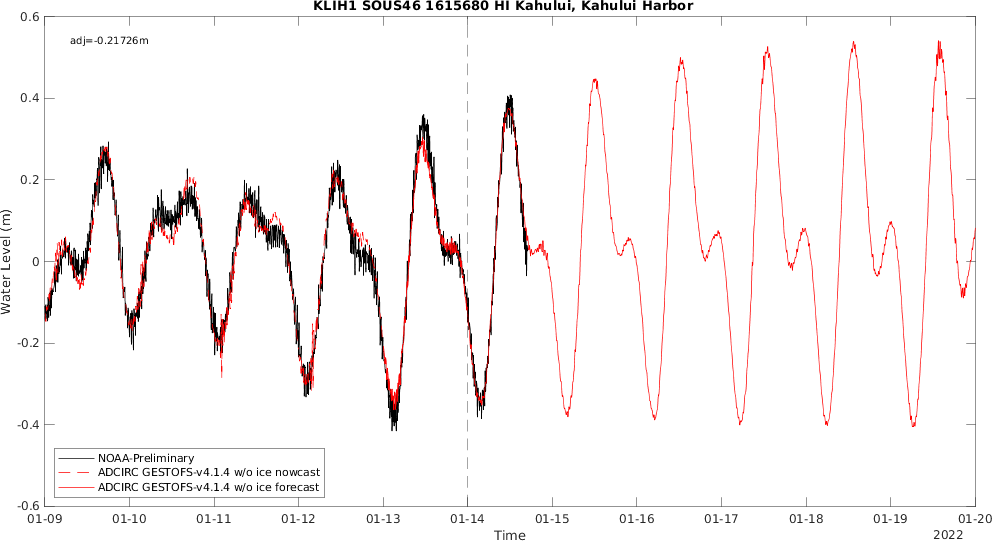 KLIH1 SOUS46 1615680 HI Kahului, Kahului Harbor
adj=-0.21726m
0.6
0.4
0.2
0
-0.2
-0.4
-0.6
Water Level (m)
NOAA-Preliminary
ADCIRC GESTOFS-v4.1.4 w/o ice nowcast
ADCIRC GESTOFS-v4.1.4 w/o ice forecast
01-09 01-10 01-11 01-12 01-13 01-14 01-15 01-16 01-17 01-18 01-19 01-20
Time
2022